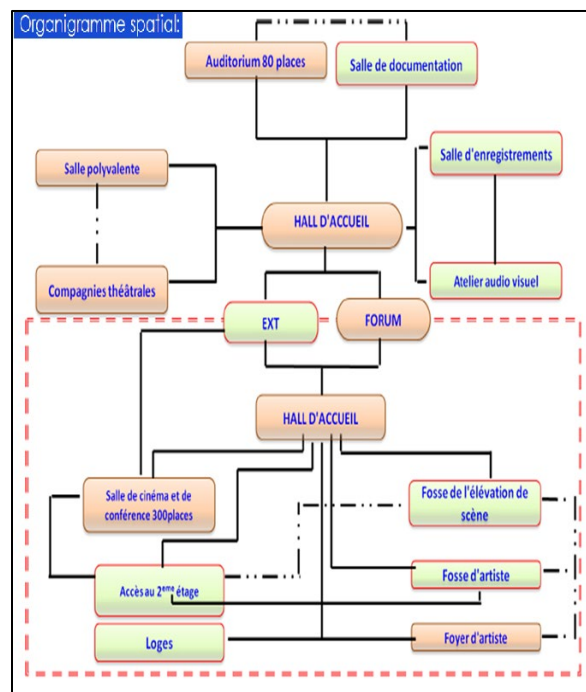 Organigramme spatial:
Auditorium 80 places
Salle de documentation
Salle polyvalente
Salle d'enregistrements
HALL D'ACCUEIL
Compagnies théâtrales
Atelier audio visuel
EXT
FORUM
HALL D'ACCUEIL
Salle de cinéma et de
conférence 300places
Fosse de l'élévation de
scène
Accès au 2eme étage
Fosse d'artiste
Loges
Foyer d'artiste